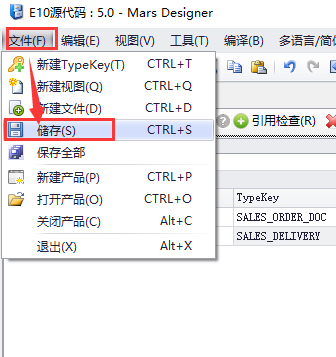 E10源代码 : 5.0 - Mars Designer
文件(F) 编辑(E) 视图(V) 工具(T) 编译(B) 多语言/简体
新建TypeKey(T) CTRL+T
新建视图(Q) CTRL+Q
新建文件(D) CTRL+D
储存(S) CTRL+S
引用检查(R)
保存全部
新建产品(P) CTRL+P
打开产品(O) CTRL+O
TypeKey
关闭产品(C) Alt+C
SALES_ORDER_DOC
退出(X) Alt+X
SALES_DELIVERY